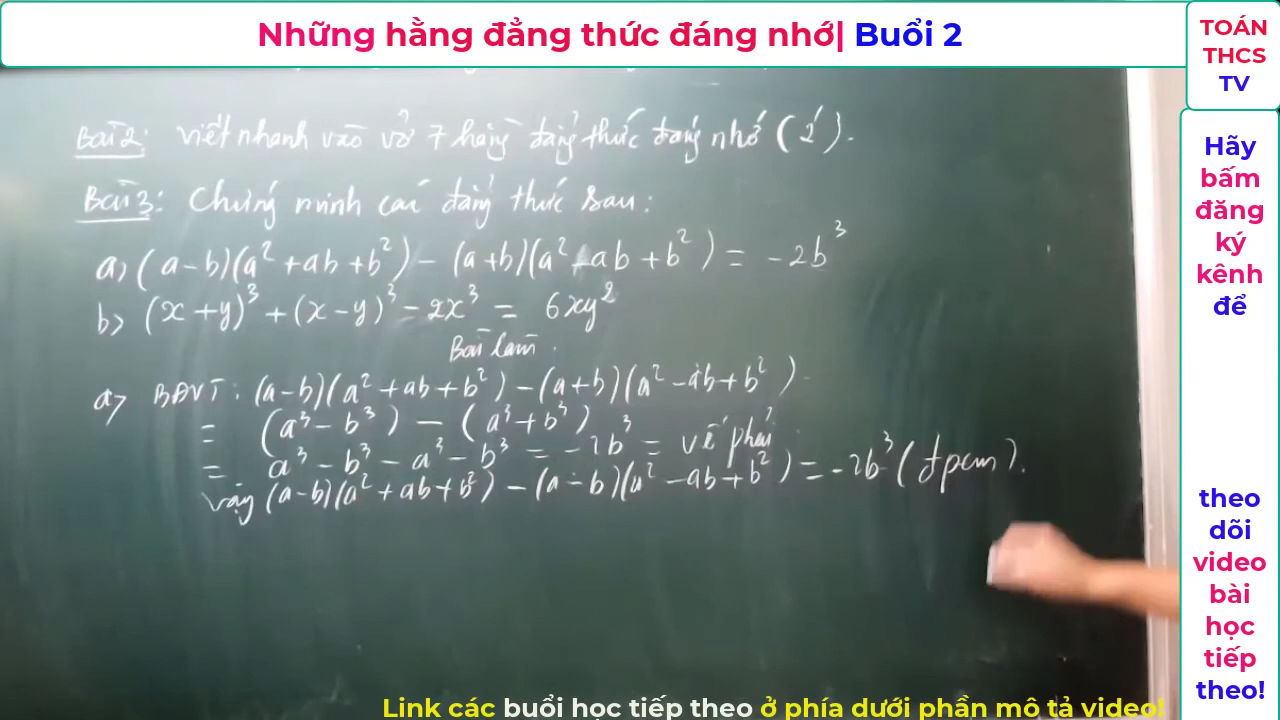 Những hằng đẳng thức đáng nhớ| Buổi 2
TOÁN
THCS
TV
Bài 2: viết nhanh vào vở 7 hằng đẳng thức đáng nhớ (2').
Bài 3: Chứng minh các đẳng thức sau:
a) (a-b)(a²+ab+b²) - (a+b)(a²-ab+b²) = -2b³
b) (x+y)³ + (x-y)³ - 2x³ = 6xy²
Bài làm.
a) BĐVT: (a-b)(a²+ab+b²) - (a+b)(a²-ab+b²)
= (a³-b³) - (a³+b³)
= a³-b³-a³-b³ = -2b³ = vế phải
Vậy (a-b)(a²+ab+b²) - (a-b)(a²-ab+b²) = -2b³ (đpcm).
Hãy
bấm
đăng
ký
kênh
để
theo
dõi
video
bài
học
tiếp
theo!
Link các buổi học tiếp theo ở phía dưới phần mô tả video!